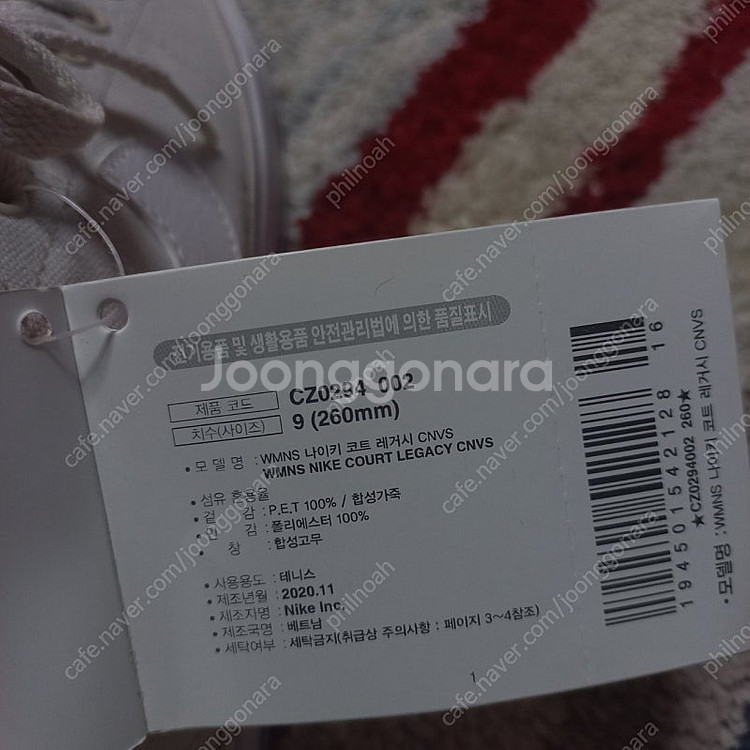 전기용품 및 생활용품 안전관리법에 의한 품질표시
제품 코드 CZ0294 002
치수(사이즈) 9 (260mm)
• 모 델 명 : WMNS 나이키 코트 레거시 CNVS
WMNS NIKE COURT LEGACY CNVS
• 섬유 혼용율
• 겉 감 : P.E.T 100% / 합성가죽
• 안 감 : 폴리에스터 100%
• 창 : 합성고무
• 사용용도 : 테니스
• 제조년월 : 2020.11
• 제조자명 : Nike Inc.
• 제조국명 : 베트남
• 세탁여부 : 세탁금지(취급상 주의사항 : 페이지 3~4참조)
1
16
194501542128
★CZ0294002 260★
• 모델명 : WMNS 나이키 코트 레거시 CNVS
Joonggonara
cafe.naver.com/joonggonara
philnoah